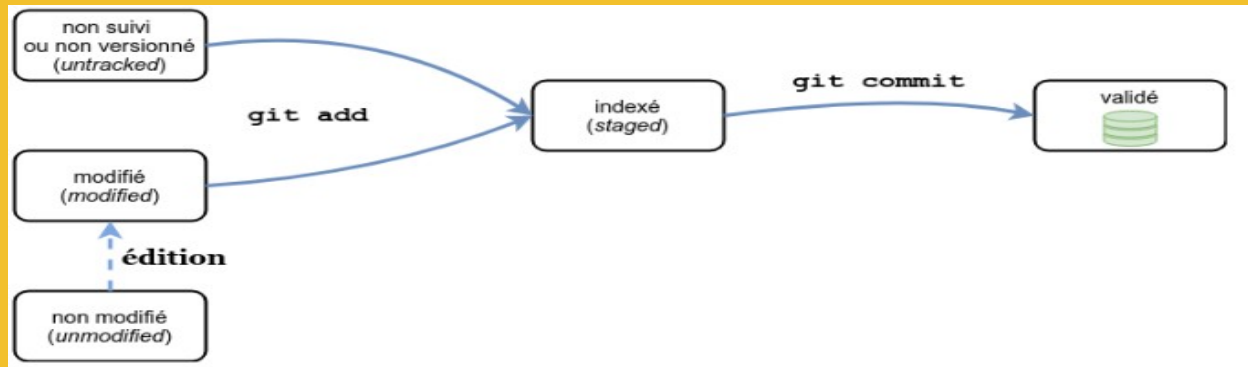 non suivi
ou non versionné
(untracked)
git add
modifié
(modified)
édition
non modifié
(unmodified)
indexé
(staged)
git commit
validé